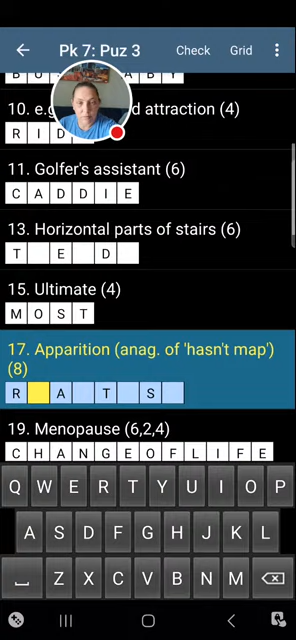 Pk 7: Puz 3
Check
Grid
10. e.g. d attraction (4)
R I D
11. Golfer's assistant (6)
C A D D I E
13. Horizontal parts of stairs (6)
T E D
15. Ultimate (4)
M O S T
17. Apparition (anag. of 'hasn't map')
(8)
R A T S
19. Menopause (6,2,4)
C H A N G E O F L I F E
Q W E R T Y U I O P
A S D F G H J K L
Z X C V B N M